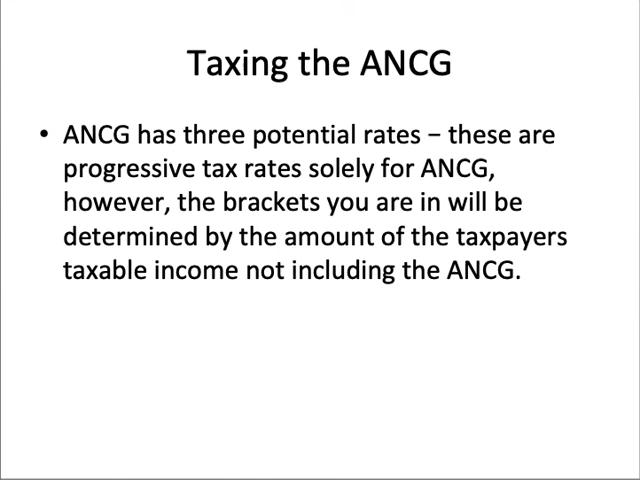 Taxing the ANCG
• ANCG has three potential rates – these are
progressive tax rates solely for ANCG,
however, the brackets you are in will be
determined by the amount of the taxpayers
taxable income not including the ANCG.